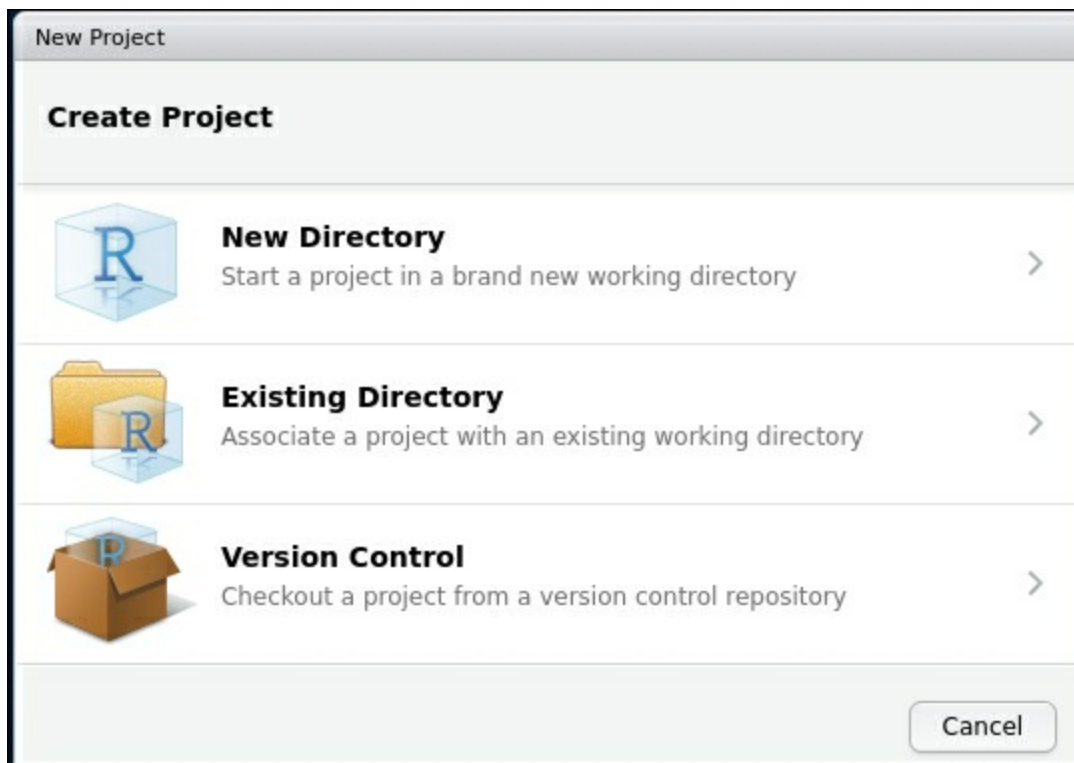 New Project
Create Project
R
New Directory
Start a project in a brand new working directory
R
Existing Directory
Associate a project with an existing working directory
R
Version Control
Checkout a project from a version control repository
Cancel